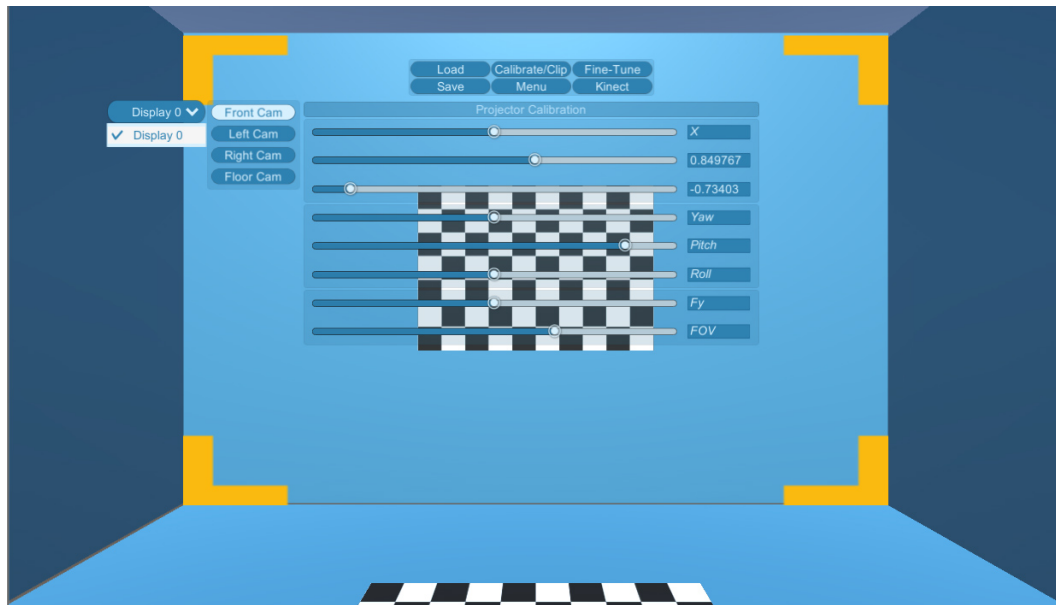 Load Calibrate/Clip Fine-Tune
Save Menu Kinect
Display 0 Front Cam Projector Calibration
Display 0 Left Cam X
Right Cam 0.849767
Floor Cam -0.73403
Yaw
Pitch
Roll
Fy
FOV